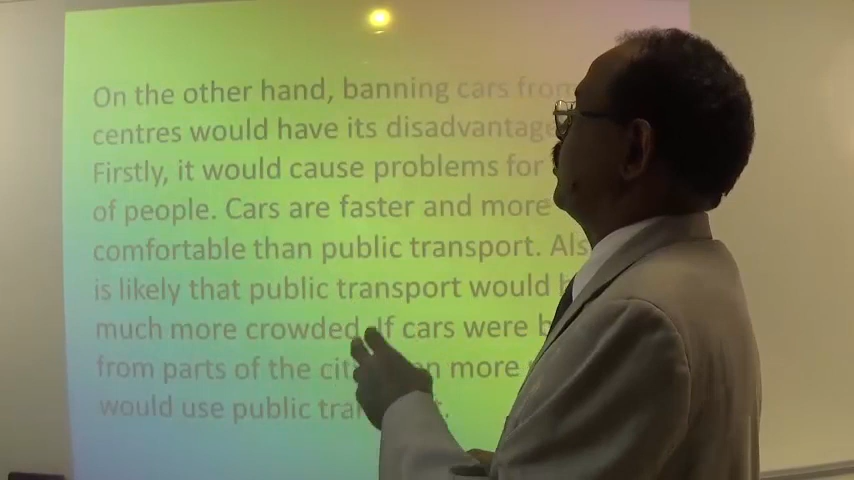 On the other hand, banning cars from
centres would have its disadvantage
Firstly, it would cause problems for
of people. Cars are faster and more
comfortable than public transport. Als
is likely that public transport would b
much more crowded. If cars were b
from parts of the cit en more
would use public tra t.